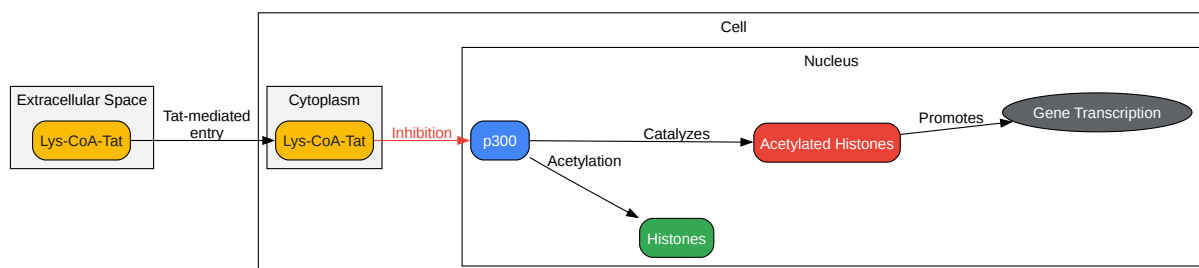 Cell
Nucleus
Extracellular Space
Cytoplasm
Lys-CoA-Tat
Tat-mediated
entry
Lys-CoA-Tat
Inhibition
p300
Catalyzes
Acetylation
Acetylated Histones
Promotes
Gene Transcription
Histones